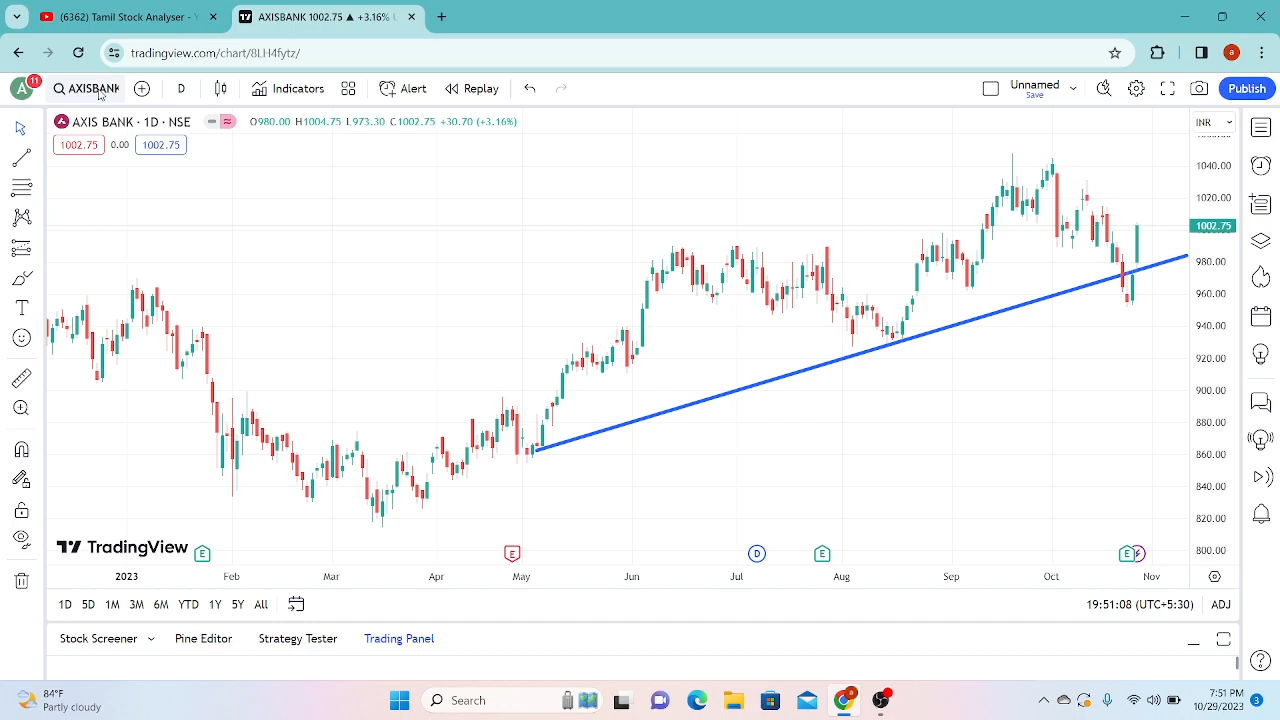 (6362) Tamil Stock Analyser - Y
AXISBANK 1002.75 ▲ +3.16% U
tradingview.com/chart/8LH4fytz/
a
A
11
AXISBANK
D
Indicators
Alert
Replay
Unnamed
Save
Publish
AXIS BANK · 1D · NSE
O980.00 H1004.75 L973.30 C1002.75 +30.70 (+3.16%)
INR
1002.75
0.00
1002.75
1040.00
1020.00
1002.75
980.00
960.00
940.00
920.00
900.00
880.00
860.00
840.00
820.00
800.00
TradingView
E
E
D
E
E
2023
Feb
Mar
Apr
May
Jun
Jul
Aug
Sep
Oct
Nov
1D 5D 1M 3M 6M YTD 1Y 5Y All
19:51:08 (UTC+5:30)
ADJ
Stock Screener
Pine Editor
Strategy Tester
Trading Panel
84°F
Partly cloudy
Search
a
7:51 PM
10/29/2023
3